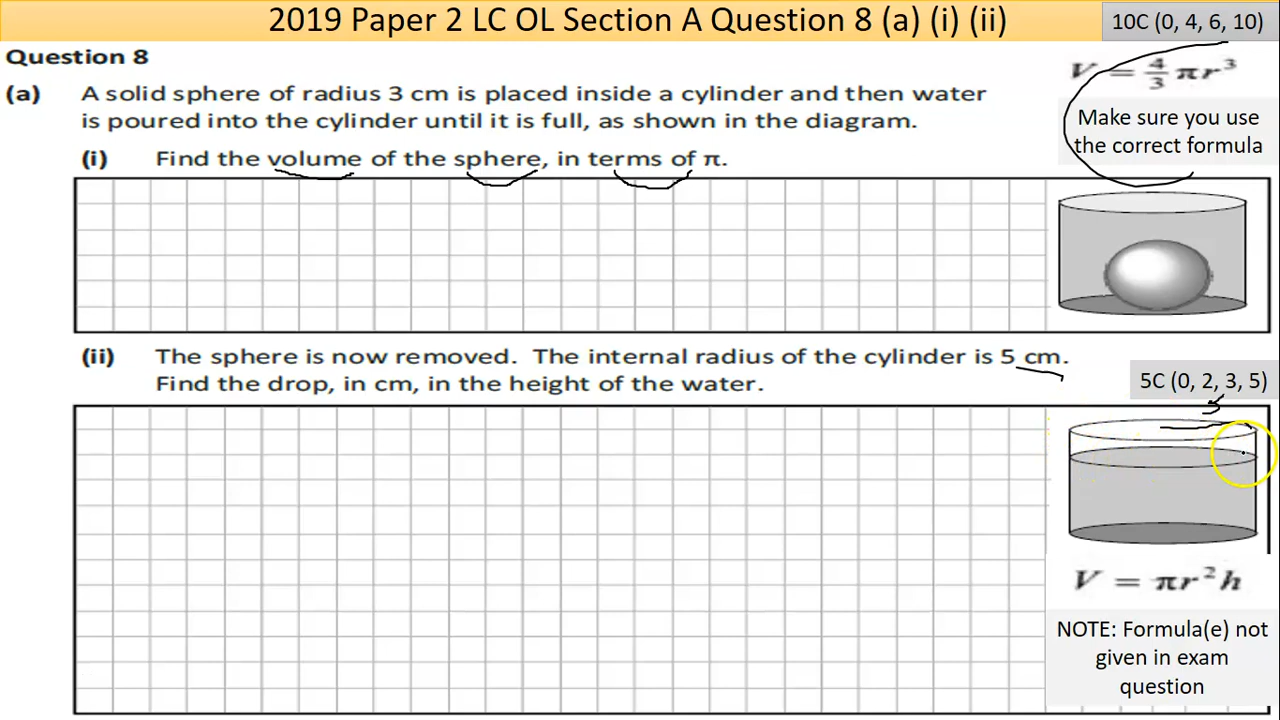 2019 Paper 2 LC OL Section A Question 8 (a) (i) (ii)
10C (0, 4, 6, 10)
Question 8
V = 4/3 πr³
(a) A solid sphere of radius 3 cm is placed inside a cylinder and then water
is poured into the cylinder until it is full, as shown in the diagram.
Make sure you use
the correct formula
(i) Find the volume of the sphere, in terms of π.
(ii) The sphere is now removed. The internal radius of the cylinder is 5 cm.
Find the drop, in cm, in the height of the water.
5C (0, 2, 3, 5)
V = πr²h
NOTE: Formula(e) not
given in exam
question